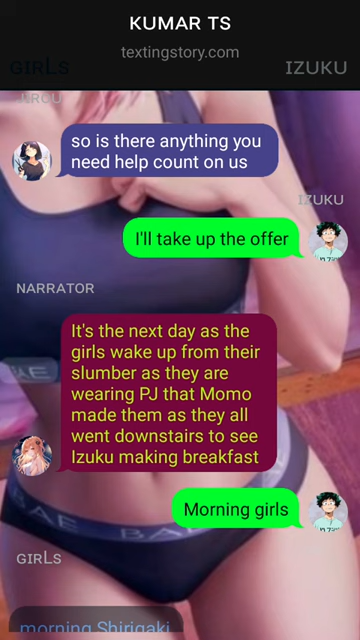 KUMAR TS
textingstory.com
GIRLS
IZUKU
JIROU
so is there anything you
need help count on us
IZUKU
I'll take up the offer
NARRATOR
It's the next day as the
girls wake up from their
slumber as they are
wearing PJ that Momo
made them as they all
went downstairs to see
Izuku making breakfast
Morning girls
BAE BAE
GIRLS
morning Shirigaki